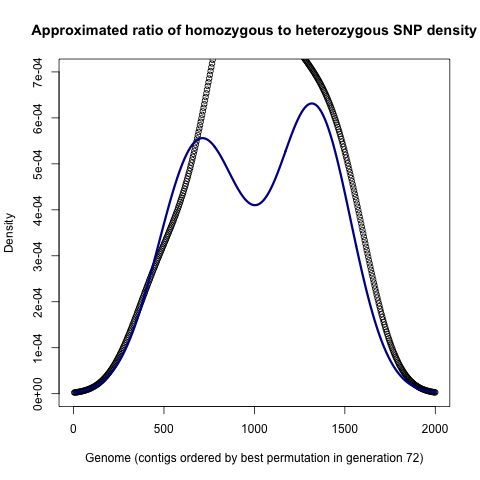 Approximated ratio of homozygous to heterozygous SNP density
7e-04
6e-04
5e-04
4e-04
3e-04
2e-04
1e-04
0e+00
Density
0 500 1000 1500 2000
Genome (contigs ordered by best permutation in generation 72)